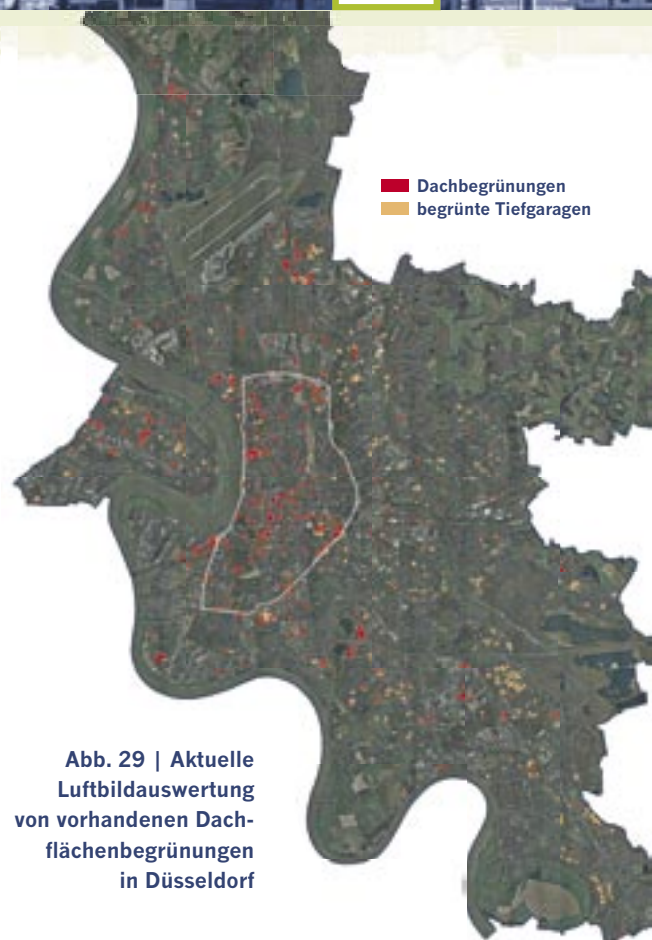 Dachbegrünungen
begrünte Tiefgaragen
Abb. 29 | Aktuelle
Luftbildauswertung
von vorhandenen Dach-
flächenbegrünungen
in Düsseldorf